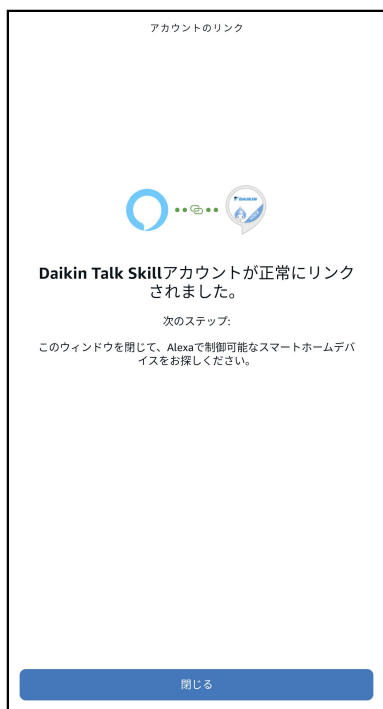 アカウントのリンク
DAIKIN
Daikin Talk Skillアカウントが正常にリンク
されました。
次のステップ:
このウィンドウを閉じて、Alexaで制御可能なスマートホームデバ
イスをお探しください。
閉じる